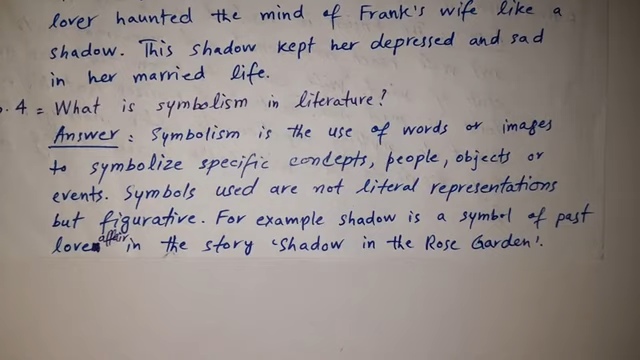 lover haunted the mind of Frank's wife like a
shadow. This shadow kept her depressed and sad
in her married life.
.4 = What is symbolism in literature?
Answer : Symbolism is the use of words or images
to symbolize specific concepts, people, objects or
events. Symbols used are not literal representations
but figurative. For example shadow is a symbol of past
love affair in the story 'Shadow in the Rose Garden'.